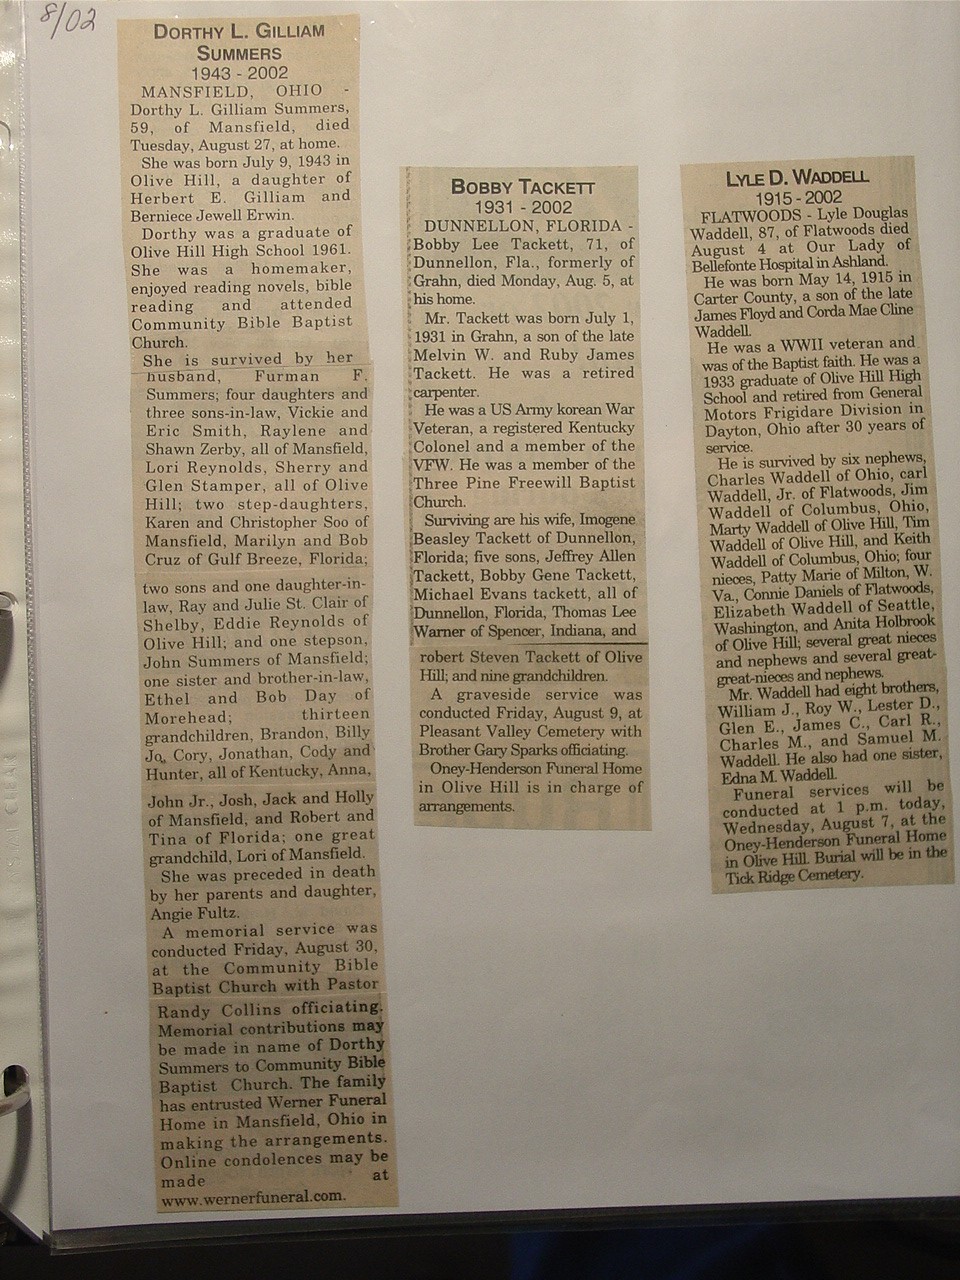 8/02
DORTHY L. GILLIAM
SUMMERS
1943 - 2002
MANSFIELD, OHIO -
Dorthy L. Gilliam Summers,
59, of Mansfield, died
Tuesday, August 27, at home.
She was born July 9, 1943 in
Olive Hill, a daughter of
Herbert E. Gilliam and
Berniece Jewell Erwin.
Dorthy was a graduate of
Olive Hill High School 1961.
She was a homemaker,
enjoyed reading novels, bible
reading and attended
Community Bible Baptist
Church.
She is survived by her
husband, Furman F.
Summers; four daughters and
three sons-in-law, Vickie and
Eric Smith, Raylene and
Shawn Zerby, all of Mansfield,
Lori Reynolds, Sherry and
Glen Stamper, all of Olive
Hill; two step-daughters,
Karen and Christopher Soo of
Mansfield, Marilyn and Bob
Cruz of Gulf Breeze, Florida;
two sons and one daughter-in-
law, Ray and Julie St. Clair of
Shelby, Eddie Reynolds of
Olive Hill; and one stepson,
John Summers of Mansfield;
one sister and brother-in-law,
Ethel and Bob Day of
Morehead; thirteen
grandchildren, Brandon, Billy
Jo, Cory, Jonathan, Cody and
Hunter, all of Kentucky, Anna,
John Jr., Josh, Jack and Holly
of Mansfield, and Robert and
Tina of Florida; one great
grandchild, Lori of Mansfield.
She was preceded in death
by her parents and daughter,
Angie Fultz.
A memorial service was
conducted Friday, August 30,
at the Community Bible
Baptist Church with Pastor
Randy Collins officiating.
Memorial contributions may
be made in name of Dorthy
Summers to Community Bible
Baptist Church. The family
has entrusted Werner Funeral
Home in Mansfield, Ohio in
making the arrangements.
Online condolences may be
made at
www.wernerfuneral.com.
BOBBY TACKETT
1931 - 2002
DUNNELLON, FLORIDA -
Bobby Lee Tackett, 71, of
Dunnellon, Fla., formerly of
Grahn, died Monday, Aug. 5, at
his home.
Mr. Tackett was born July 1,
1931 in Grahn, a son of the late
Melvin W. and Ruby James
Tackett. He was a retired
carpenter.
He was a US Army korean War
Veteran, a registered Kentucky
Colonel and a member of the
VFW. He was a member of the
Three Pine Freewill Baptist
Church.
Surviving are his wife, Imogene
Beasley Tackett of Dunnellon,
Florida; five sons, Jeffrey Allen
Tackett, Bobby Gene Tackett,
Michael Evans tackett, all of
Dunnellon, Florida, Thomas Lee
Warner of Spencer, Indiana, and
robert Steven Tackett of Olive
Hill; and nine grandchildren.
A graveside service was
conducted Friday, August 9, at
Pleasant Valley Cemetery with
Brother Gary Sparks officiating.
Oney-Henderson Funeral Home
in Olive Hill is in charge of
arrangements.
LYLE D. WADDELL
1915 - 2002
FLATWOODS - Lyle Douglas
Waddell, 87, of Flatwoods died
August 4 at Our Lady of
Bellefonte Hospital in Ashland.
He was born May 14, 1915 in
Carter County, a son of the late
James Floyd and Corda Mae Cline
Waddell.
He was a WWII veteran and
was of the Baptist faith. He was a
1933 graduate of Olive Hill High
School and retired from General
Motors Frigidare Division in
Dayton, Ohio after 30 years of
service.
He is survived by six nephews,
Charles Waddell of Ohio, carl
Waddell, Jr. of Flatwoods, Jim
Waddell of Columbus, Ohio,
Marty Waddell of Olive Hill, Tim
Waddell of Olive Hill, and Keith
Waddell of Columbus, Ohio; four
nieces, Patty Marie of Milton, W.
Va., Connie Daniels of Flatwoods,
Elizabeth Waddell of Seattle,
Washington, and Anita Holbrook
of Olive Hill; several great nieces
and nephews and several great-
great-nieces and nephews.
Mr. Waddell had eight brothers,
William J., Roy W., Lester D.,
Glen E., James C., Carl R.,
Charles M., and Samuel M.
Waddell. He also had one sister,
Edna M. Waddell.
Funeral services will be
conducted at 1 p.m. today,
Wednesday, August 7, at the
Oney-Henderson Funeral Home
in Olive Hill. Burial will be in the
Tick Ridge Cemetery.